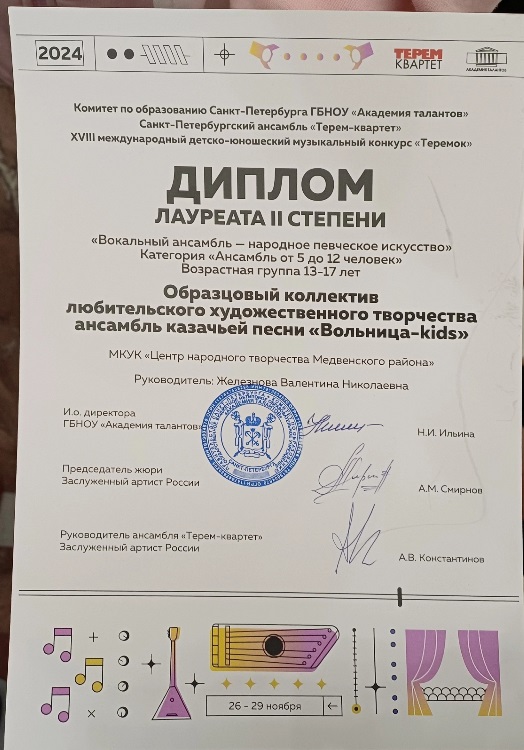 2024
ТЕРЕМ
КВАРТЕТ
АКАДЕМИЯ ТАЛАНТОВ
Комитет по образованию Санкт-Петербурга ГБНОУ «Академия талантов»
Санкт-Петербургский ансамбль «Терем-квартет»
XVIII международный детско-юношеский музыкальный конкурс «Теремок»
ДИПЛОМ
ЛАУРЕАТА II СТЕПЕНИ
«Вокальный ансамбль — народное певческое искусство»
Категория «Ансамбль от 5 до 12 человек»
Возрастная группа 13-17 лет
Образцовый коллектив
любительского художественного творчества
ансамбль казачьей песни «Вольница-kids»
МКУК «Центр народного творчества Медвенского района»
Руководитель: Железнова Валентина Николаевна
И.о. директора
ГБНОУ «Академия талантов»
Н.И. Ильина
САНКТ-ПЕТЕРБУРГ
Председатель жюри
Заслуженный артист России
А.М. Смирнов
Руководитель ансамбля «Терем-квартет»
Заслуженный артист России
А.В. Константинов
26 - 29 ноября